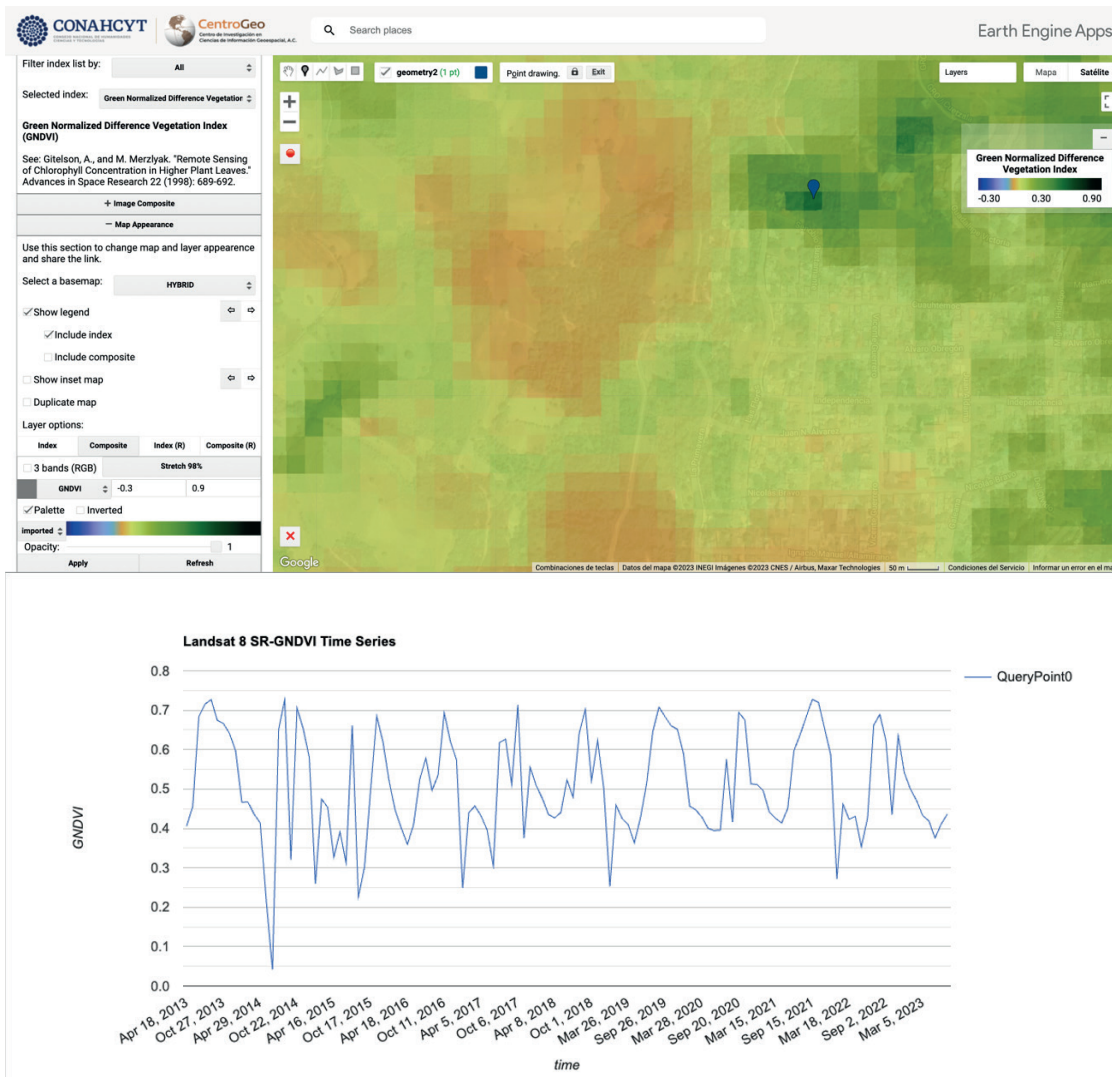 CONAHCYT
CONSEJO NACIONAL DE HUMANIDADES
CIENCIAS Y TECNOLOGÍAS
CentroGeo
Centro de Investigación en
Ciencias de Información Geoespacial, A.C.
Search places
Earth Engine Apps
Filter index list by:
All
Selected index:
Green Normalized Difference Vegetation
Green Normalized Difference Vegetation Index
(GNDVI)
See: Gitelson, A., and M. Merzlyak. "Remote Sensing
of Chlorophyll Concentration in Higher Plant Leaves."
Advances in Space Research 22 (1998): 689-692.
+ Image Composite
− Map Appearance
Use this section to change map and layer appearence
and share the link.
Select a basemap:
HYBRID
Show legend
Include index
Include composite
Show inset map
Duplicate map
Layer options:
Index Composite Index (R) Composite (R)
3 bands (RGB) Stretch 98%
GNDVI -0.3 0.9
Palette Inverted
imported
Opacity: 1
Apply Refresh
geometry2 (1 pt)
Point drawing. Exit
Layers
Mapa Satélite
+
−
−
Green Normalized Difference
Vegetation Index
-0.30 0.30 0.90
Google
Combinaciones de teclas Datos del mapa ©2023 INEGI Imágenes ©2023 CNES / Airbus, Maxar Technologies 50 m Condiciones del Servicio Informar un error en el ma
Landsat 8 SR-GNDVI Time Series
QueryPoint0
0.8
0.7
0.6
0.5
0.4
0.3
0.2
0.1
0.0
GNDVI
Apr 18, 2013
Oct 27, 2013
Apr 29, 2014
Oct 22, 2014
Apr 16, 2015
Oct 17, 2015
Apr 18, 2016
Oct 11, 2016
Apr 5, 2017
Oct 6, 2017
Apr 8, 2018
Oct 1, 2018
Mar 26, 2019
Sep 26, 2019
Mar 28, 2020
Sep 20, 2020
Mar 15, 2021
Sep 15, 2021
Mar 18, 2022
Sep 2, 2022
Mar 5, 2023
time